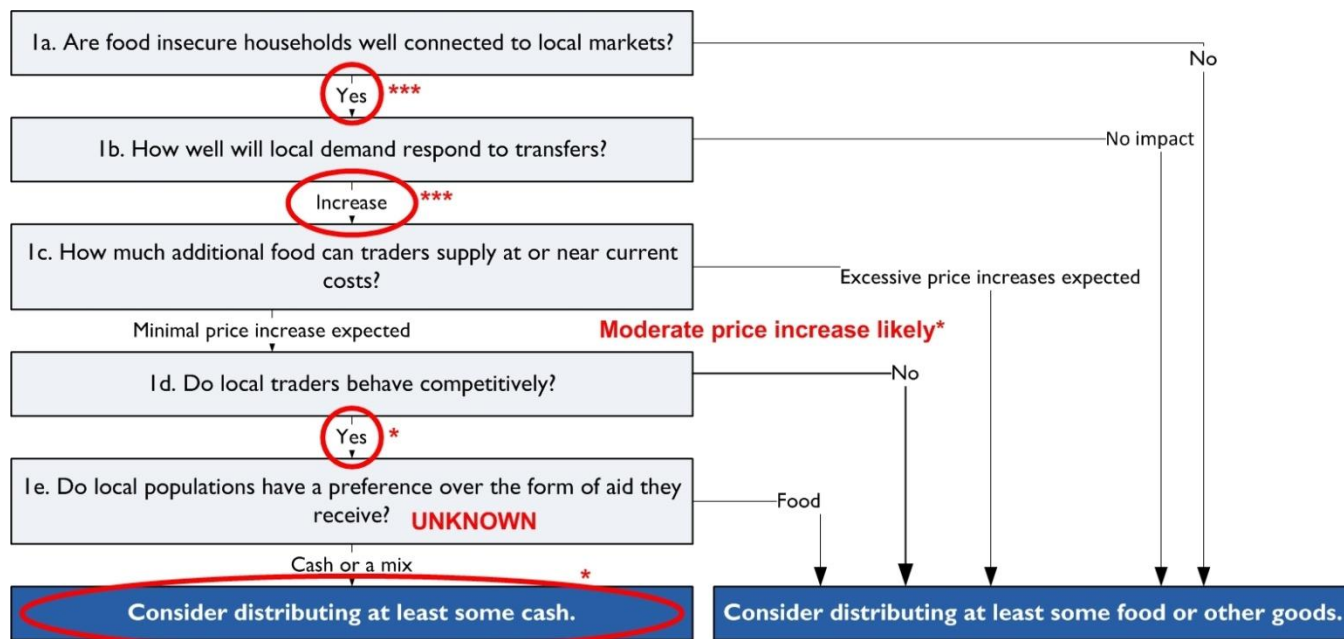 1a. Are food insecure households well connected to local markets?
No
Yes ***
1b. How well will local demand respond to transfers?
No impact
Increase ***
1c. How much additional food can traders supply at or near current
costs?
Excessive price increases expected
Minimal price increase expected
Moderate price increase likely*
1d. Do local traders behave competitively?
No
Yes *
1e. Do local populations have a preference over the form of aid they
receive? UNKNOWN
Food
Cash or a mix *
Consider distributing at least some cash.
Consider distributing at least some food or other goods.